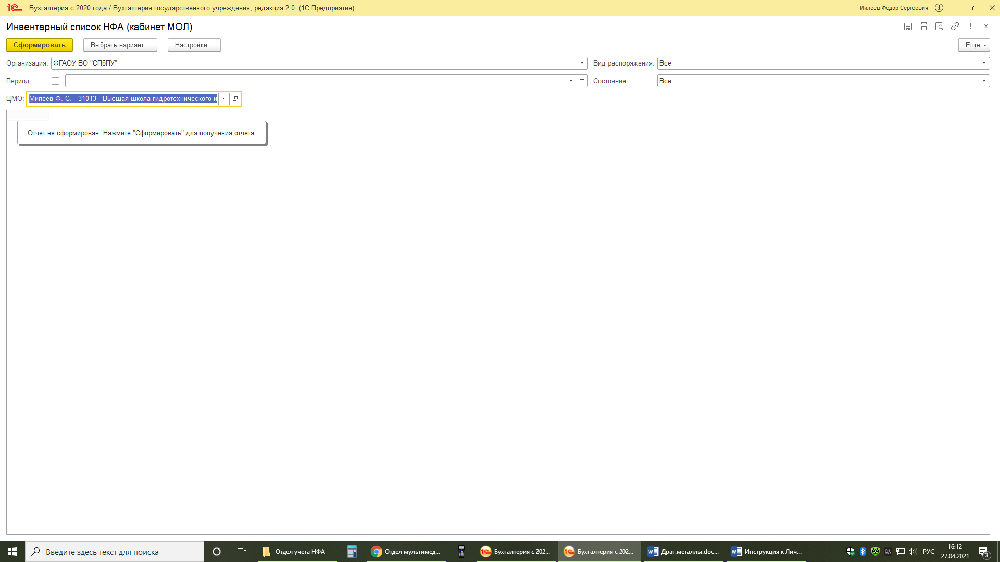 1С Бухгалтерия с 2020 года / Бухгалтерия государственного учреждения, редакция 2.0 (1С:Предприятие) Милеев Федор Сергеевич
Инвентарный список НФА (кабинет МОЛ)
Сформировать Выбрать вариант... Настройки... Еще
Организация: ФГАОУ ВО "СПбПУ" Вид распоряжения: Все
Период: . . : : Состояние: Все
ЦМО: Милеев Ф. С. - 31013 - Высшая школа гидротехнического и
Отчет не сформирован. Нажмите "Сформировать" для получения отчета.
Введите здесь текст для поиска Отдел учета НФА Отдел мультимед... Бухгалтерия с 202... Бухгалтерия с 202... Драг.металлы.doc... Инструкция к Лич... РУС
16:12
27.04.2021
3